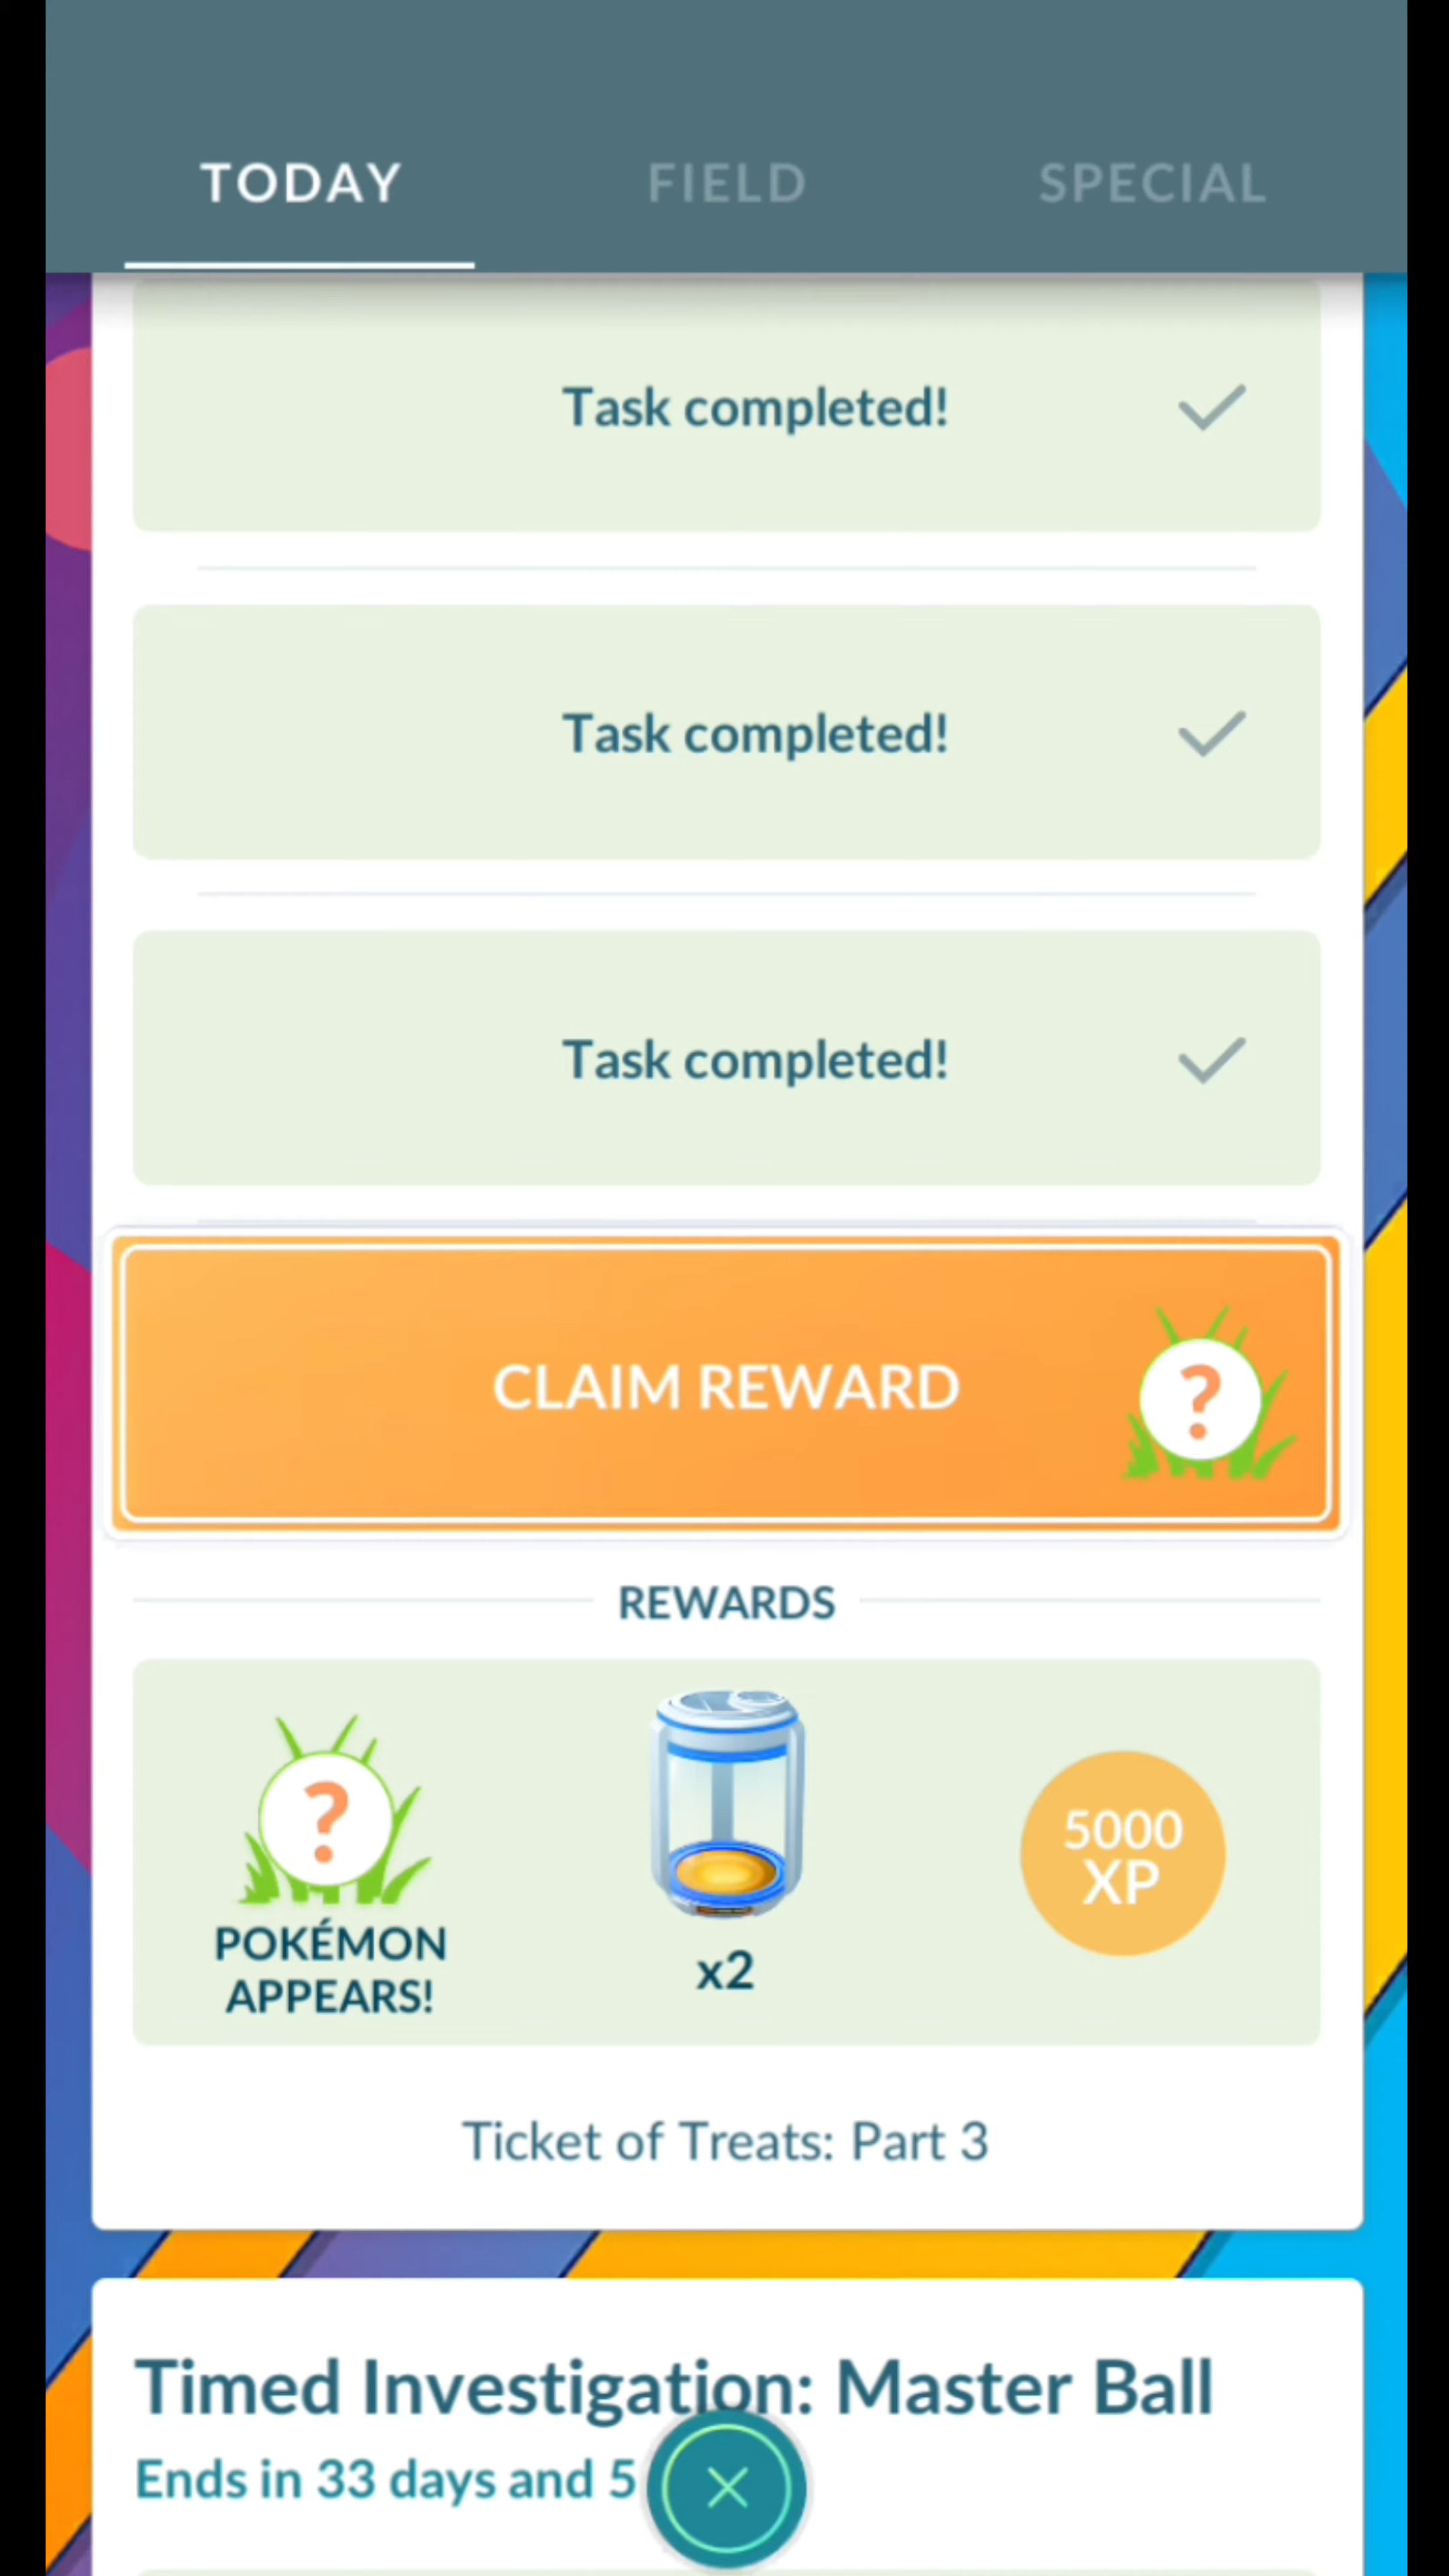 TODAY FIELD SPECIAL
Task completed!
Task completed!
Task completed!
CLAIM REWARD ?
REWARDS
?
POKÉMON
APPEARS!
x2
5000
XP
Ticket of Treats: Part 3
Timed Investigation: Master Ball
Ends in 33 days and 5